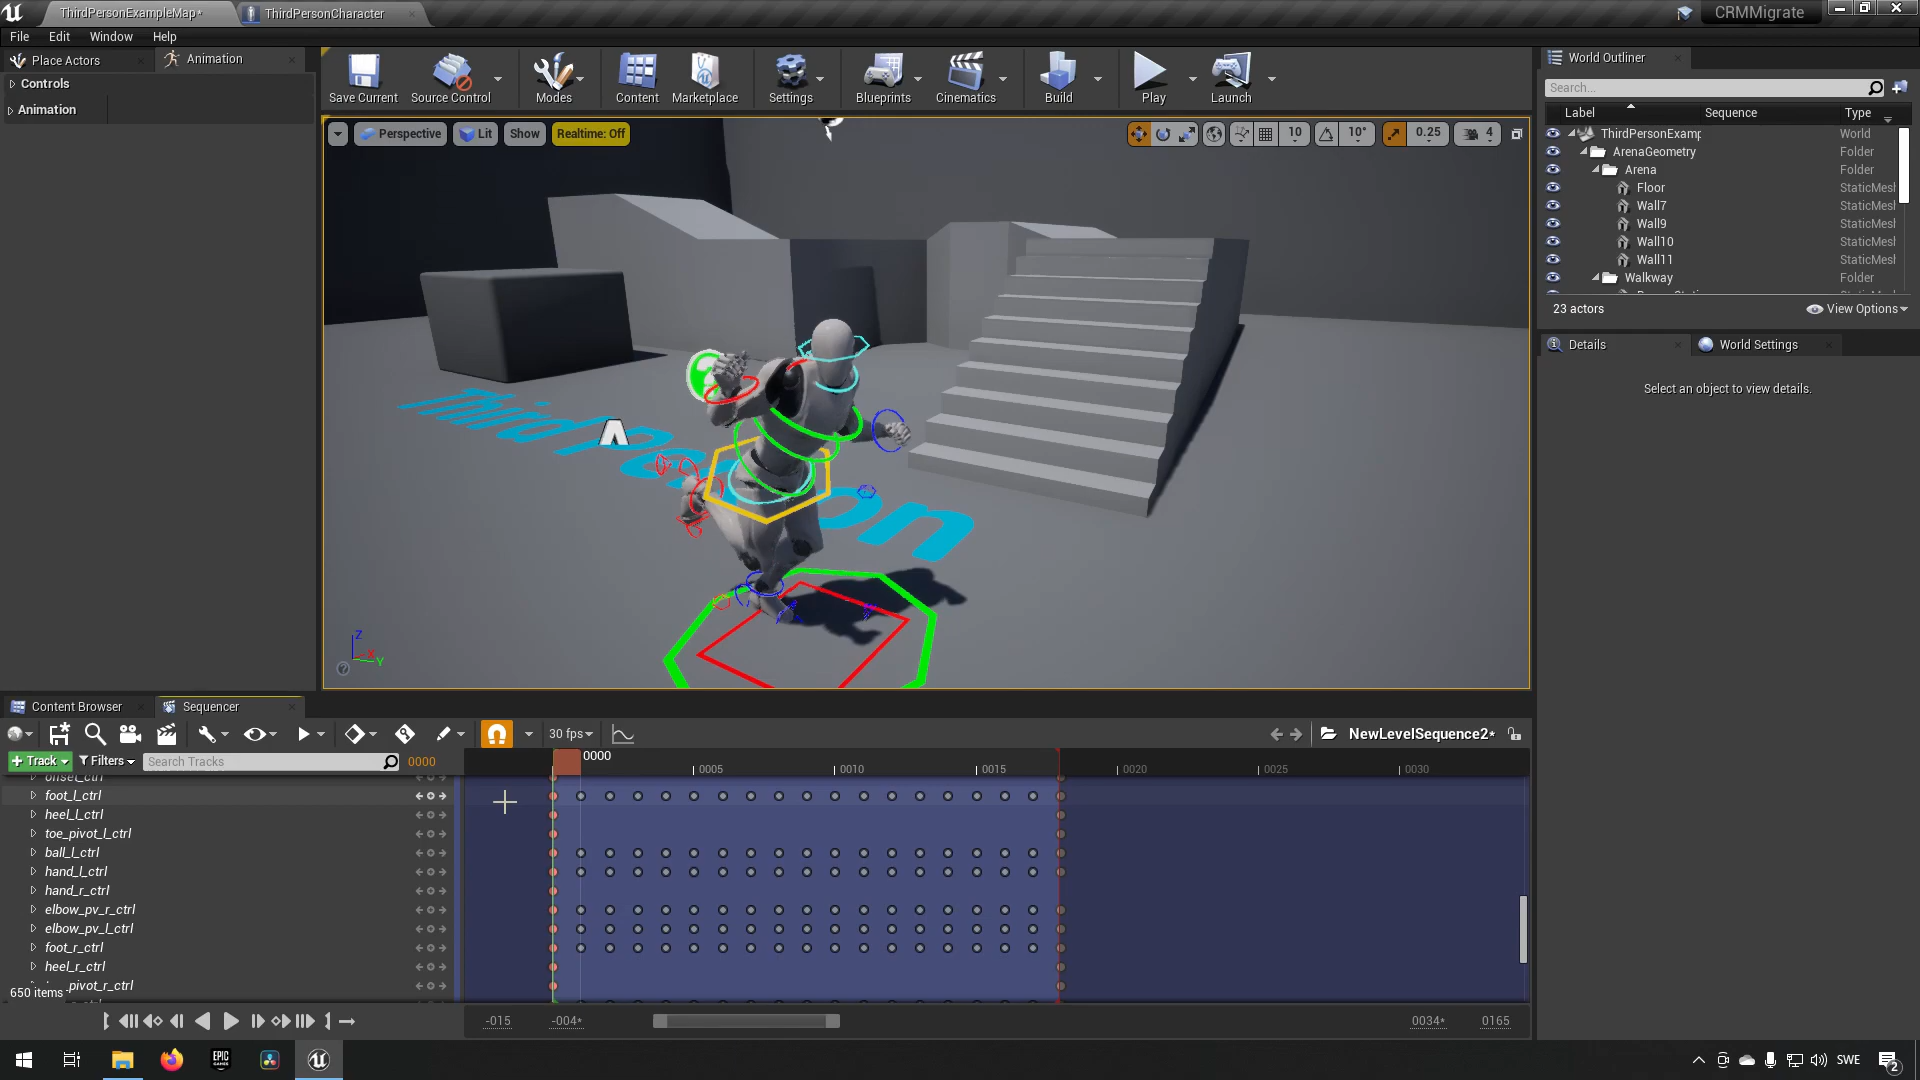 ThirdPersonExampleMap*
ThirdPersonCharacter
CRMMigrate
File Edit Window Help
Place Actors
Animation
Controls
Animation
Save Current
Source Control
Modes
Content
Marketplace
Settings
Blueprints
Cinematics
Build
Play
Launch
Perspective
Lit
Show
Realtime: Off
10
10°
0.25
4
Z
X
Y
World Outliner
Search...
Label Sequence Type
ThirdPersonExamp World
ArenaGeometry Folder
Arena Folder
Floor StaticMesl
Wall7 StaticMesl
Wall9 StaticMesl
Wall10 StaticMesl
Wall11 StaticMesl
Walkway Folder
23 actors
View Options
Details
World Settings
Select an object to view details.
Content Browser
Sequencer
30 fps
NewLevelSequence2*
+ Track
Filters
Search Tracks
0000
0000
0005
0010
0015
0020
0025
0030
offset_ctrl
foot_l_ctrl
heel_l_ctrl
toe_pivot_l_ctrl
ball_l_ctrl
hand_l_ctrl
hand_r_ctrl
elbow_pv_r_ctrl
elbow_pv_l_ctrl
foot_r_ctrl
heel_r_ctrl
650 items
-015
-004*
0034*
0165
EPIC GAMES
SWE
2